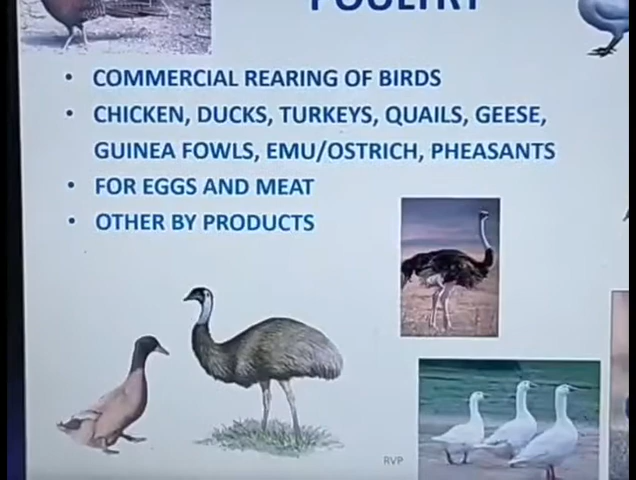 POULTRY
• COMMERCIAL REARING OF BIRDS
• CHICKEN, DUCKS, TURKEYS, QUAILS, GEESE,
GUINEA FOWLS, EMU/OSTRICH, PHEASANTS
• FOR EGGS AND MEAT
• OTHER BY PRODUCTS
RVP